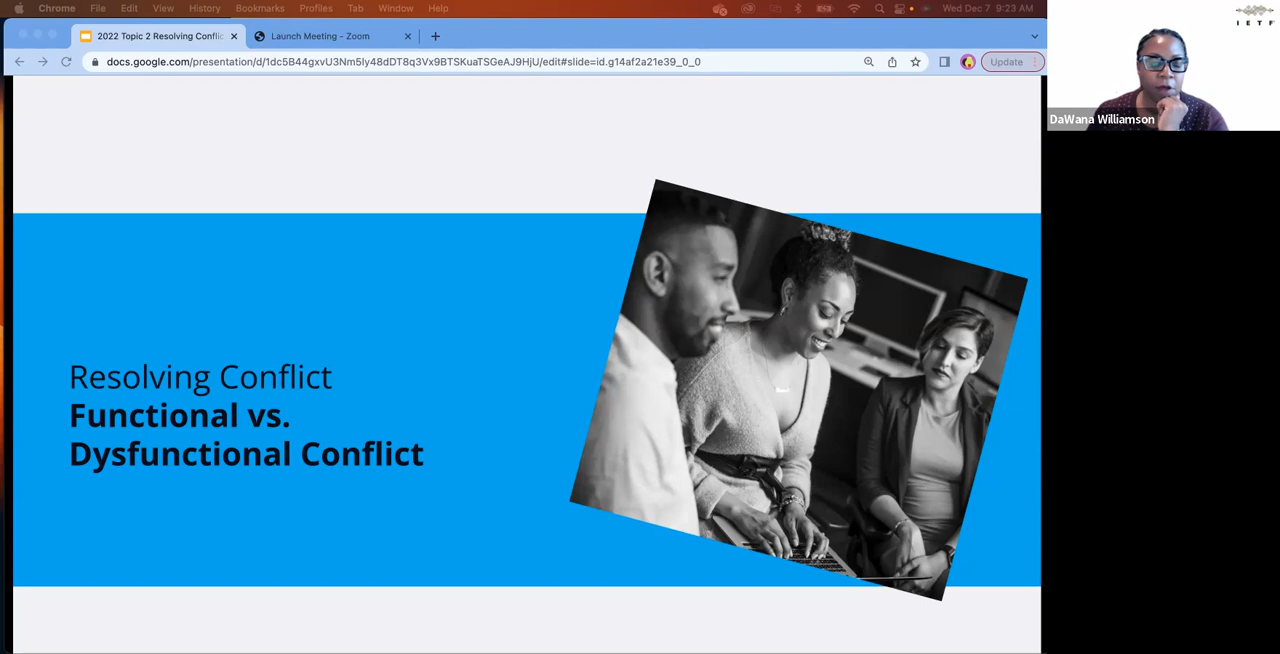 Chrome File Edit View History Bookmarks Profiles Tab Window Help Wed Dec 7 9:23 AM
2022 Topic 2 Resolving Conflic
Launch Meeting - Zoom
docs.google.com/presentation/d/1dc5B44gxvU3Nm5Iy48dDT8q3Vx9BTSKuaTSGeAJ9HjU/edit#slide=id.g14af2a21e39_0_0
Update
I E T F
DaWana Williamson
Resolving Conflict
Functional vs.
Dysfunctional Conflict